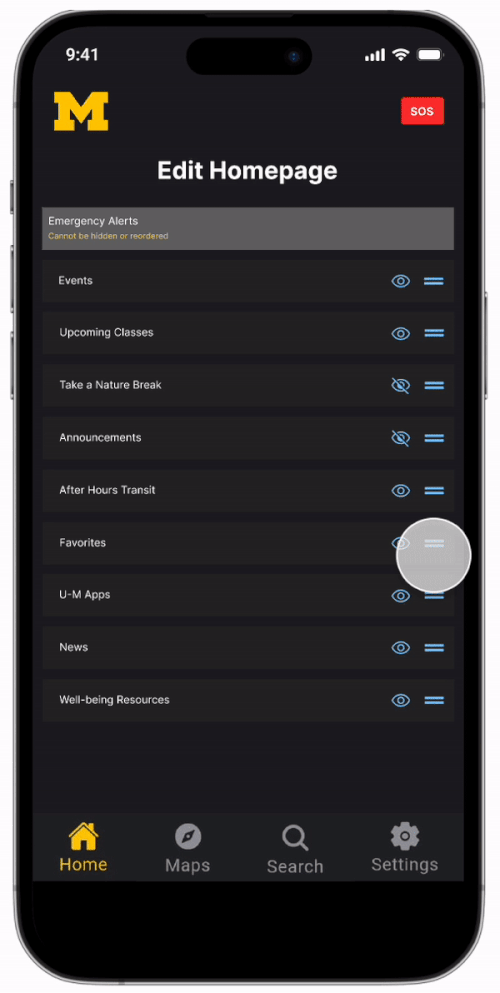 9:41
M
SOS
Edit Homepage
Emergency Alerts
Cannot be hidden or reordered
Events
Upcoming Classes
Take a Nature Break
Announcements
After Hours Transit
Favorites
U-M Apps
News
Well-being Resources
Home Maps Search Settings